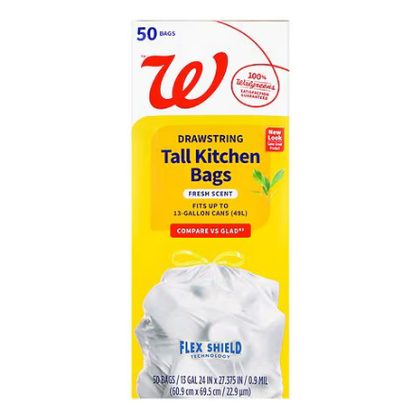 50 BAGS
W
100%
Walgreens
SATISFACTION
GUARANTEED
DRAWSTRING
New
Look
Tall Kitchen
Bags
FRESH SCENT
FITS UP TO
13-GALLON CANS (49L)
COMPARE VS GLAD®†
FLEX SHIELD
TECHNOLOGY
50 BAGS / 13 GAL 24 IN x 27.375 IN / 0.9 MIL
(60.9 cm x 69.5 cm / 22.9 µm)